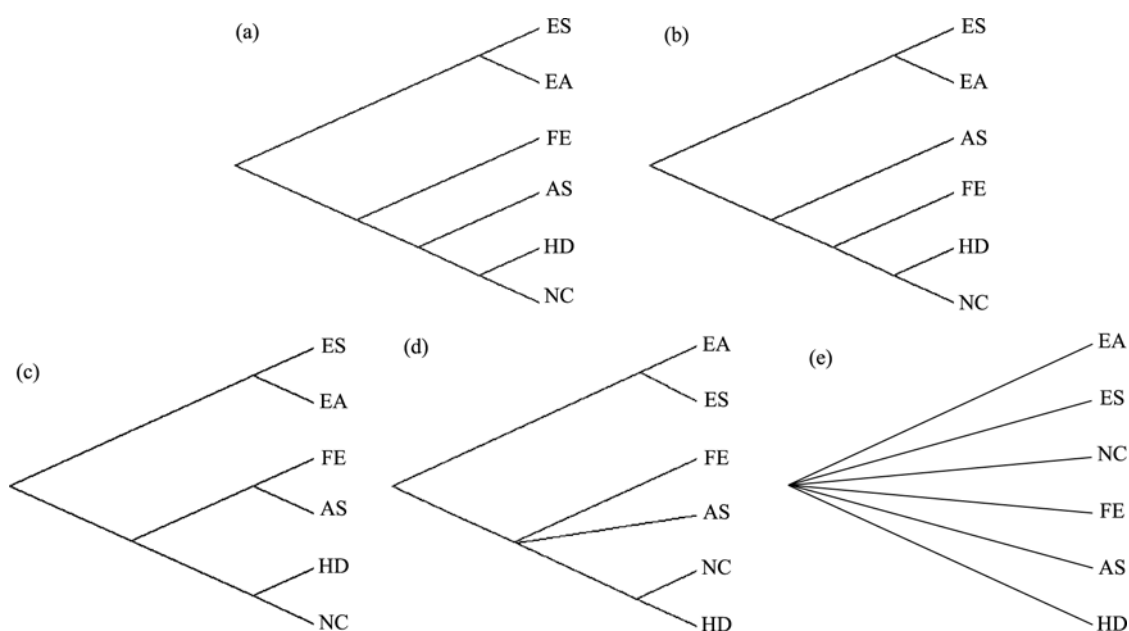 (a)
ES
EA
FE
AS
HD
NC
(b)
ES
EA
AS
FE
HD
NC
(c)
ES
EA
FE
AS
HD
NC
(d)
EA
ES
FE
AS
NC
HD
(e)
EA
ES
NC
FE
AS
HD